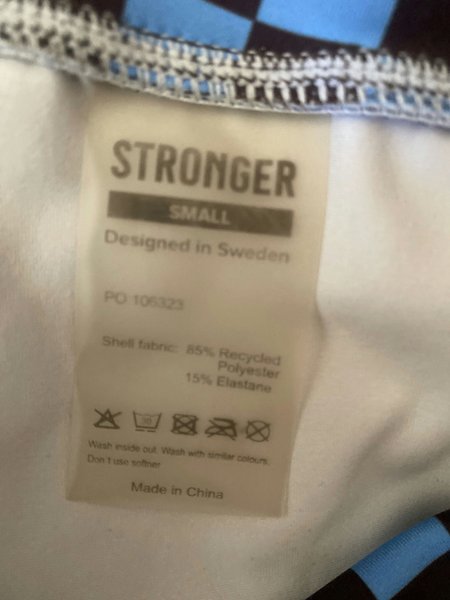 STRONGER
SMALL
Designed in Sweden
PO 106323
Shell fabric: 85% Recycled
Polyester
15% Elastane
30
Wash inside out. Wash with similar colours.
Don't use softner
Made in China